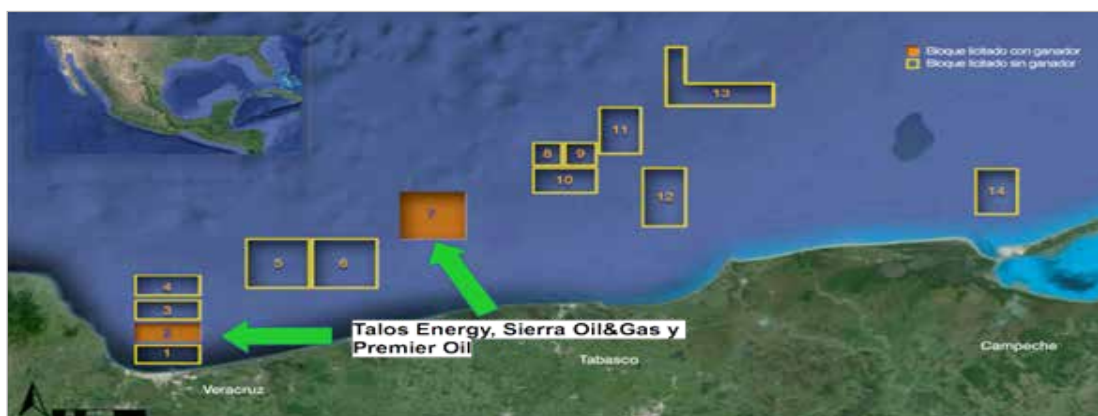 Bloque licitado con ganador
Bloque licitado sin ganador
13
11
8
9
10
12
14
7
5
6
4
3
2
1
Talos Energy, Sierra Oil&Gas y
Premier Oil
Veracruz
Tabasco
Campeche